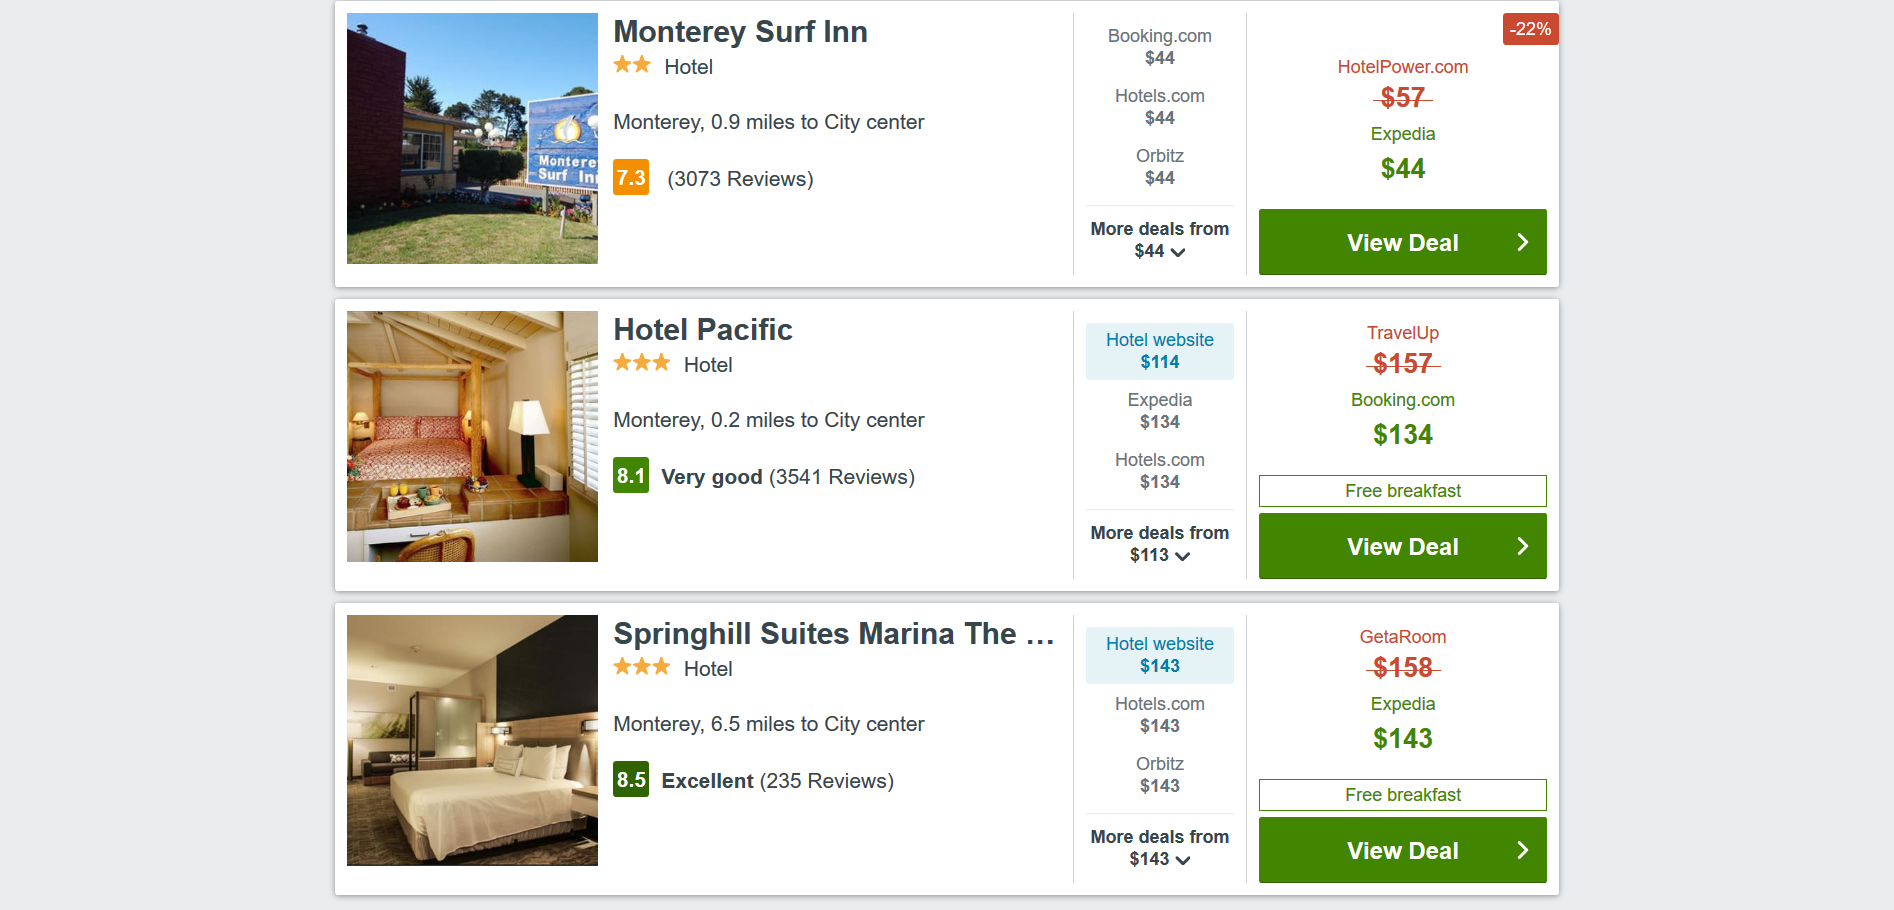 Monterey Surf Inn
Hotel
Monterey, 0.9 miles to City center
7.3 (3073 Reviews)
Montere
Surf In
Booking.com
$44
Hotels.com
$44
Orbitz
$44
More deals from
$44
-22%
HotelPower.com
$57
Expedia
$44
View Deal
Hotel Pacific
Hotel
Monterey, 0.2 miles to City center
8.1 Very good (3541 Reviews)
Hotel website
$114
Expedia
$134
Hotels.com
$134
More deals from
$113
TravelUp
$157
Booking.com
$134
Free breakfast
View Deal
Springhill Suites Marina The ...
Hotel
Monterey, 6.5 miles to City center
8.5 Excellent (235 Reviews)
Hotel website
$143
Hotels.com
$143
Orbitz
$143
More deals from
$143
GetaRoom
$158
Expedia
$143
Free breakfast
View Deal